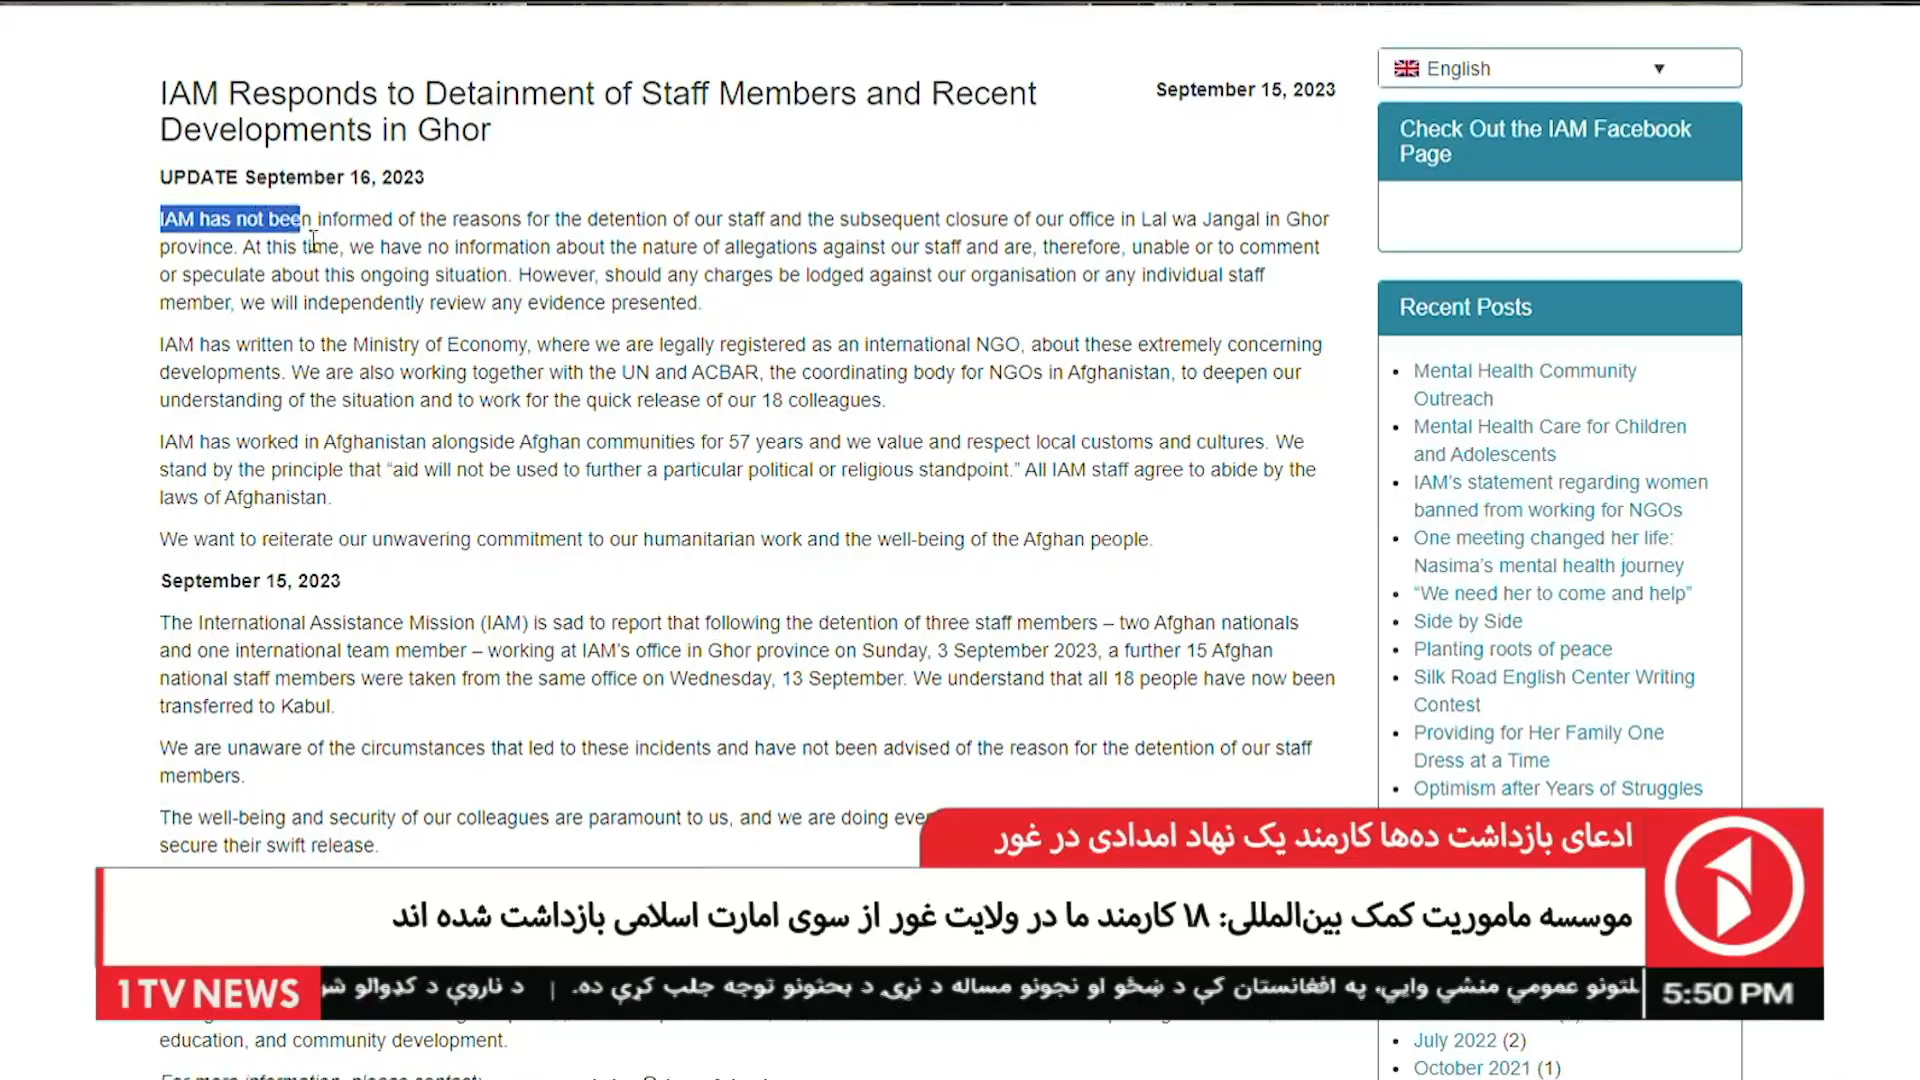 IAM Responds to Detainment of Staff Members and Recent
Developments in Ghor
September 15, 2023
UPDATE September 16, 2023
IAM has not been informed of the reasons for the detention of our staff and the subsequent closure of our office in Lal wa Jangal in Ghor
province. At this time, we have no information about the nature of allegations against our staff and are, therefore, unable or to comment
or speculate about this ongoing situation. However, should any charges be lodged against our organisation or any individual staff
member, we will independently review any evidence presented.
IAM has written to the Ministry of Economy, where we are legally registered as an international NGO, about these extremely concerning
developments. We are also working together with the UN and ACBAR, the coordinating body for NGOs in Afghanistan, to deepen our
understanding of the situation and to work for the quick release of our 18 colleagues.
IAM has worked in Afghanistan alongside Afghan communities for 57 years and we value and respect local customs and cultures. We
stand by the principle that “aid will not be used to further a particular political or religious standpoint.” All IAM staff agree to abide by the
laws of Afghanistan.
We want to reiterate our unwavering commitment to our humanitarian work and the well-being of the Afghan people.
September 15, 2023
The International Assistance Mission (IAM) is sad to report that following the detention of three staff members – two Afghan nationals
and one international team member – working at IAM’s office in Ghor province on Sunday, 3 September 2023, a further 15 Afghan
national staff members were taken from the same office on Wednesday, 13 September. We understand that all 18 people have now been
transferred to Kabul.
We are unaware of the circumstances that led to these incidents and have not been advised of the reason for the detention of our staff
members.
The well-being and security of our colleagues are paramount to us, and we are doing
secure their swift release.
education, and community development.
English
Check Out the IAM Facebook
Page
Recent Posts
Mental Health Community
Outreach
Mental Health Care for Children
and Adolescents
IAM’s statement regarding women
banned from working for NGOs
One meeting changed her life:
Nasima’s mental health journey
“We need her to come and help”
Side by Side
Planting roots of peace
Silk Road English Center Writing
Contest
Providing for Her Family One
Dress at a Time
Optimism after Years of Struggles
July 2022 (2)
October 2021 (1)
ادعای بازداشت ده‌ها کارمند یک نهاد امدادی در غور
موسسه ماموریت کمک بین‌المللی: ۱۸ کارمند ما در ولایت غور از سوی امارت اسلامی بازداشت شده اند
1TV NEWS
ملتونو عمومي منشي وايي، په افغانستان کې د ښځو او نجونو مساله د نړۍ د بحثونو توجه جلب کړې ده. | د ناروې د کډوالو
5:50 PM